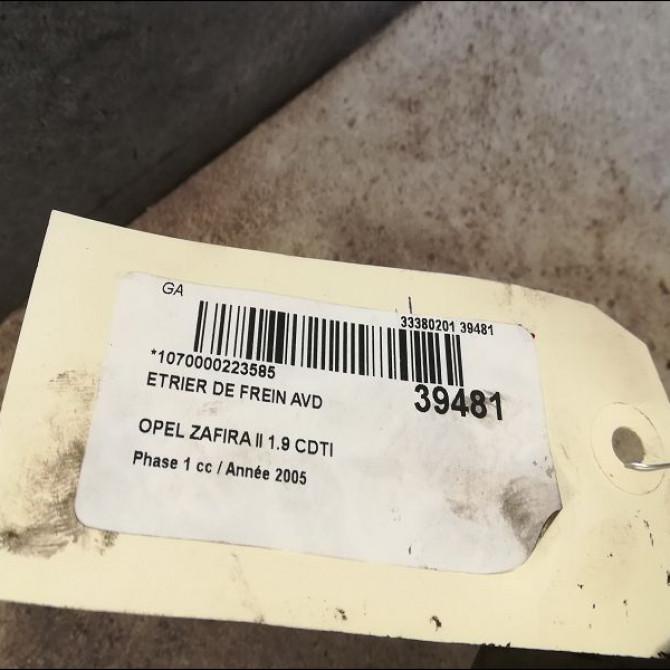 GA
33380201 39481
*1070000223585
ETRIER DE FREIN AVD
39481
OPEL ZAFIRA II 1.9 CDTI
Phase 1 cc / Année 2005